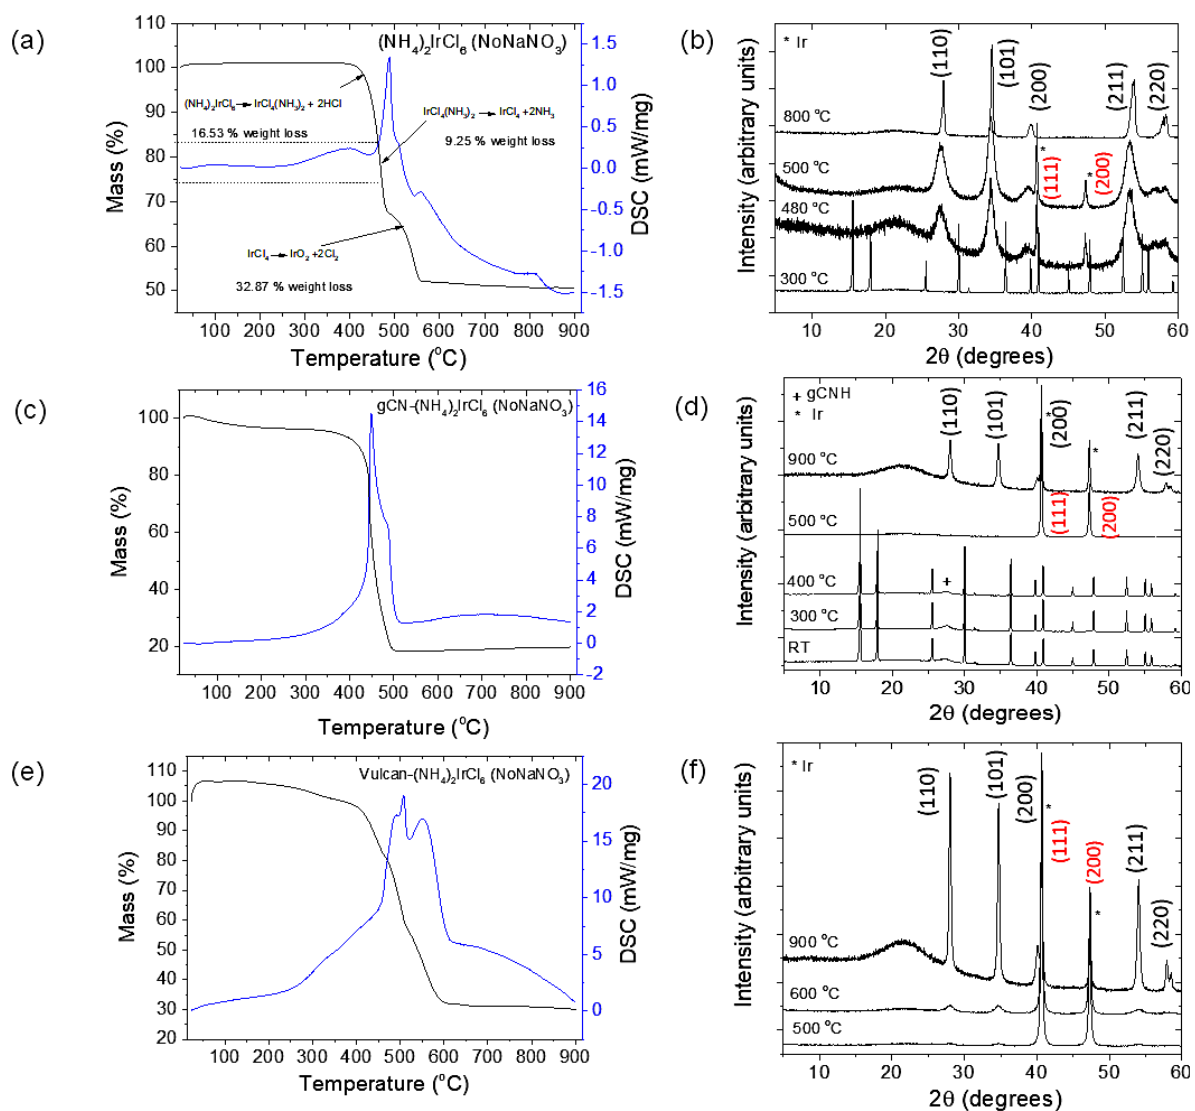 (a)
(NH4)2IrCl6 (NoNaNO3)
(NH4)2IrCl6 → IrCl4(NH3)2 + 2HCl
16.53 % weight loss
IrCl4(NH3)2 → IrCl4 +2NH3
9.25 % weight loss
IrCl4 → IrO2 +2Cl2
32.87 % weight loss
Mass (%)
110
100
90
80
70
60
50
DSC (mW/mg)
1.5
1.0
0.5
0.0
-0.5
-1.0
-1.5
100 200 300 400 500 600 700 800 900
Temperature (°C)
(b)
* Ir
(110)
(101)
(200)
(211)
(220)
800 °C
500 °C
480 °C
300 °C
*
(111)
*
(200)
Intensity (arbitrary units)
10 20 30 40 50 60
2θ (degrees)
(c)
gCN-(NH4)2IrCl6 (NoNaNO3)
Mass (%)
100
80
60
40
20
DSC (mW/mg)
16
14
12
10
8
6
4
2
0
-2
100 200 300 400 500 600 700 800 900
Temperature (°C)
(d)
+ gCNH
* Ir
(110)
(101)
*
(200)
*
(211)
(220)
900 °C
500 °C
(111)
(200)
400 °C
+
300 °C
RT
Intensity (arbitrary units)
10 20 30 40 50 60
2θ (degrees)
(e)
Vulcan-(NH4)2IrCl6 (NoNaNO3)
Mass (%)
110
100
90
80
70
60
50
40
30
20
DSC (mW/mg)
20
15
10
5
0
100 200 300 400 500 600 700 800 900
Temperature (°C)
(f)
* Ir
(110)
(101)
(200)
*
(111)
(200)
*
(211)
(220)
900 °C
600 °C
500 °C
Intensity (arbitrary units)
10 20 30 40 50 60
2θ (degrees)